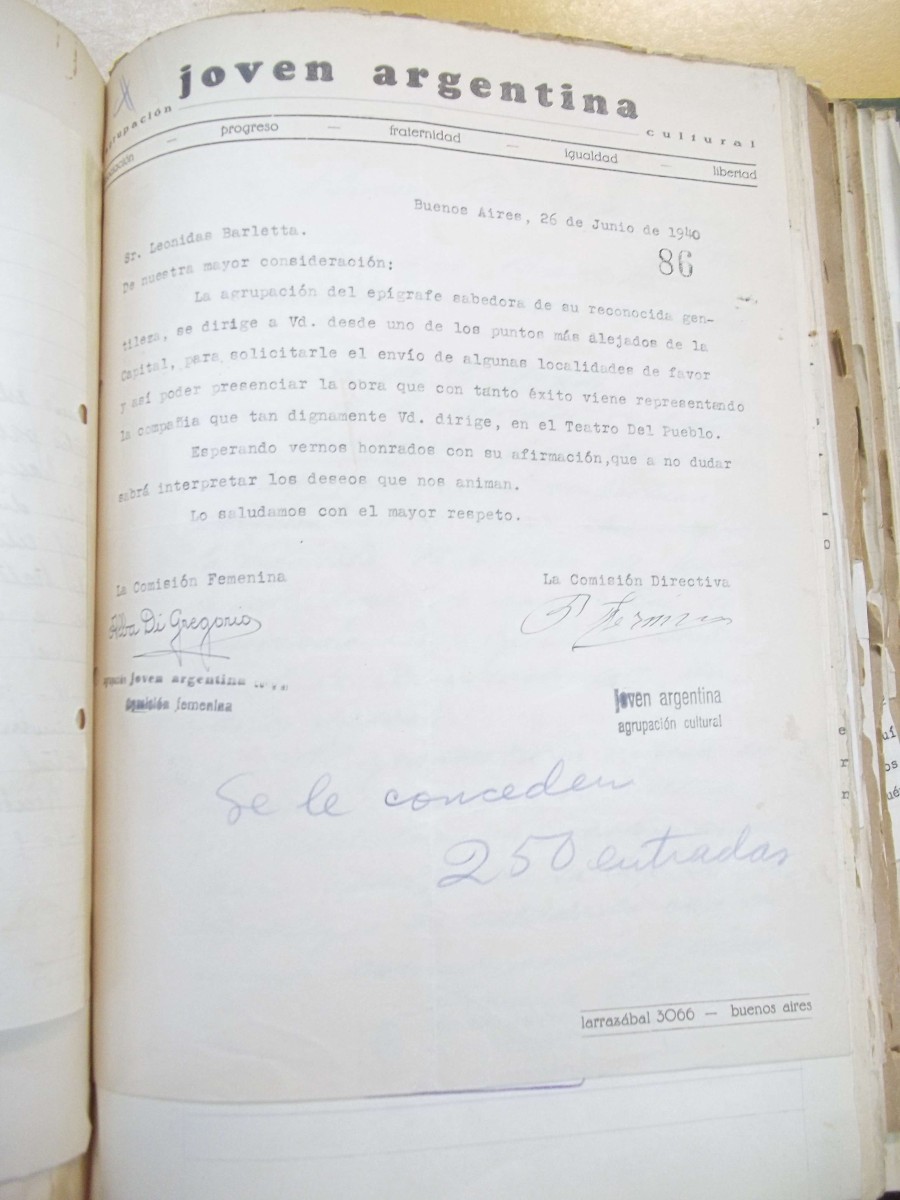 joven argentina
agrupación cultural
progreso — fraternidad — igualdad — libertad
Buenos Aires, 26 de Junio de 1940
86
Sr. Leonidas Barletta.
De nuestra mayor consideración:
La agrupación del epígrafe sabedora de su reconocida gen-
tileza, se dirige a Vd. desde uno de los puntos más alejados de la
Capital, para solicitarle el envío de algunas localidades de favor
y así poder presenciar la obra que con tanto éxito viene representando
la compañia que tan dignamente Vd. dirige, en el Teatro Del Pueblo.
Esperando vernos honrados con su afirmación,que a no dudar
sabrá interpretar los deseos que nos animan.
Lo saludamos con el mayor respeto.
La Comisión Femenina
La Comisión Directiva
Alba Di Gregorio
agrupación joven argentina
comisión femenina
joven argentina
agrupación cultural
Se le conceden
250 entradas
larrazábal 3066 — buenos aires